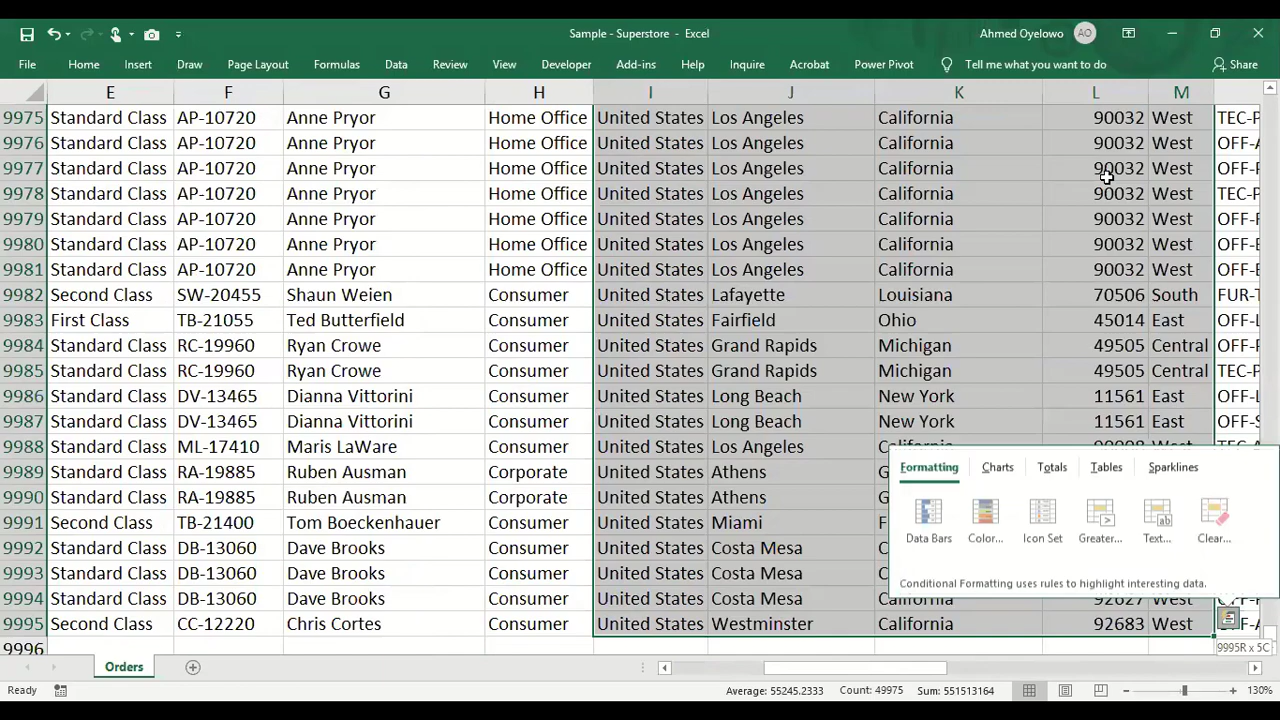 Sample - Superstore - Excel Ahmed Oyelowo AO
File Home Insert Draw Page Layout Formulas Data Review View Developer Add-ins Help Inquire Acrobat Power Pivot Tell me what you want to do Share
E F G H I J K L M
9975 Standard Class AP-10720 Anne Pryor Home Office United States Los Angeles California 90032 West TEC-P
9976 Standard Class AP-10720 Anne Pryor Home Office United States Los Angeles California 90032 West OFF-A
9977 Standard Class AP-10720 Anne Pryor Home Office United States Los Angeles California 90032 West OFF-P
9978 Standard Class AP-10720 Anne Pryor Home Office United States Los Angeles California 90032 West TEC-P
9979 Standard Class AP-10720 Anne Pryor Home Office United States Los Angeles California 90032 West OFF-P
9980 Standard Class AP-10720 Anne Pryor Home Office United States Los Angeles California 90032 West OFF-E
9981 Standard Class AP-10720 Anne Pryor Home Office United States Los Angeles California 90032 West OFF-E
9982 Second Class SW-20455 Shaun Weien Consumer United States Lafayette Louisiana 70506 South FUR-T
9983 First Class TB-21055 Ted Butterfield Consumer United States Fairfield Ohio 45014 East OFF-L
9984 Standard Class RC-19960 Ryan Crowe Consumer United States Grand Rapids Michigan 49505 Central OFF-P
9985 Standard Class RC-19960 Ryan Crowe Consumer United States Grand Rapids Michigan 49505 Central TEC-P
9986 Standard Class DV-13465 Dianna Vittorini Consumer United States Long Beach New York 11561 East OFF-L
9987 Standard Class DV-13465 Dianna Vittorini Consumer United States Long Beach New York 11561 East OFF-S
9988 Standard Class ML-17410 Maris LaWare Consumer United States Los Angeles California 90008 West TEC-A
9989 Standard Class RA-19885 Ruben Ausman Corporate United States Athens G
9990 Standard Class RA-19885 Ruben Ausman Corporate United States Athens G
9991 Second Class TB-21400 Tom Boeckenhauer Consumer United States Miami F
9992 Standard Class DB-13060 Dave Brooks Consumer United States Costa Mesa C
9993 Standard Class DB-13060 Dave Brooks Consumer United States Costa Mesa C
9994 Standard Class DB-13060 Dave Brooks Consumer United States Costa Mesa California 92627 West
9995 Second Class CC-12220 Chris Cortes Consumer United States Westminster California 92683 West
9996
Formatting Charts Totals Tables Sparklines
Data Bars Color... Icon Set Greater... Text... Clear...
Conditional Formatting uses rules to highlight interesting data.
9995R x 5C
Orders
Ready Average: 55245.2333 Count: 49975 Sum: 551513164 130%